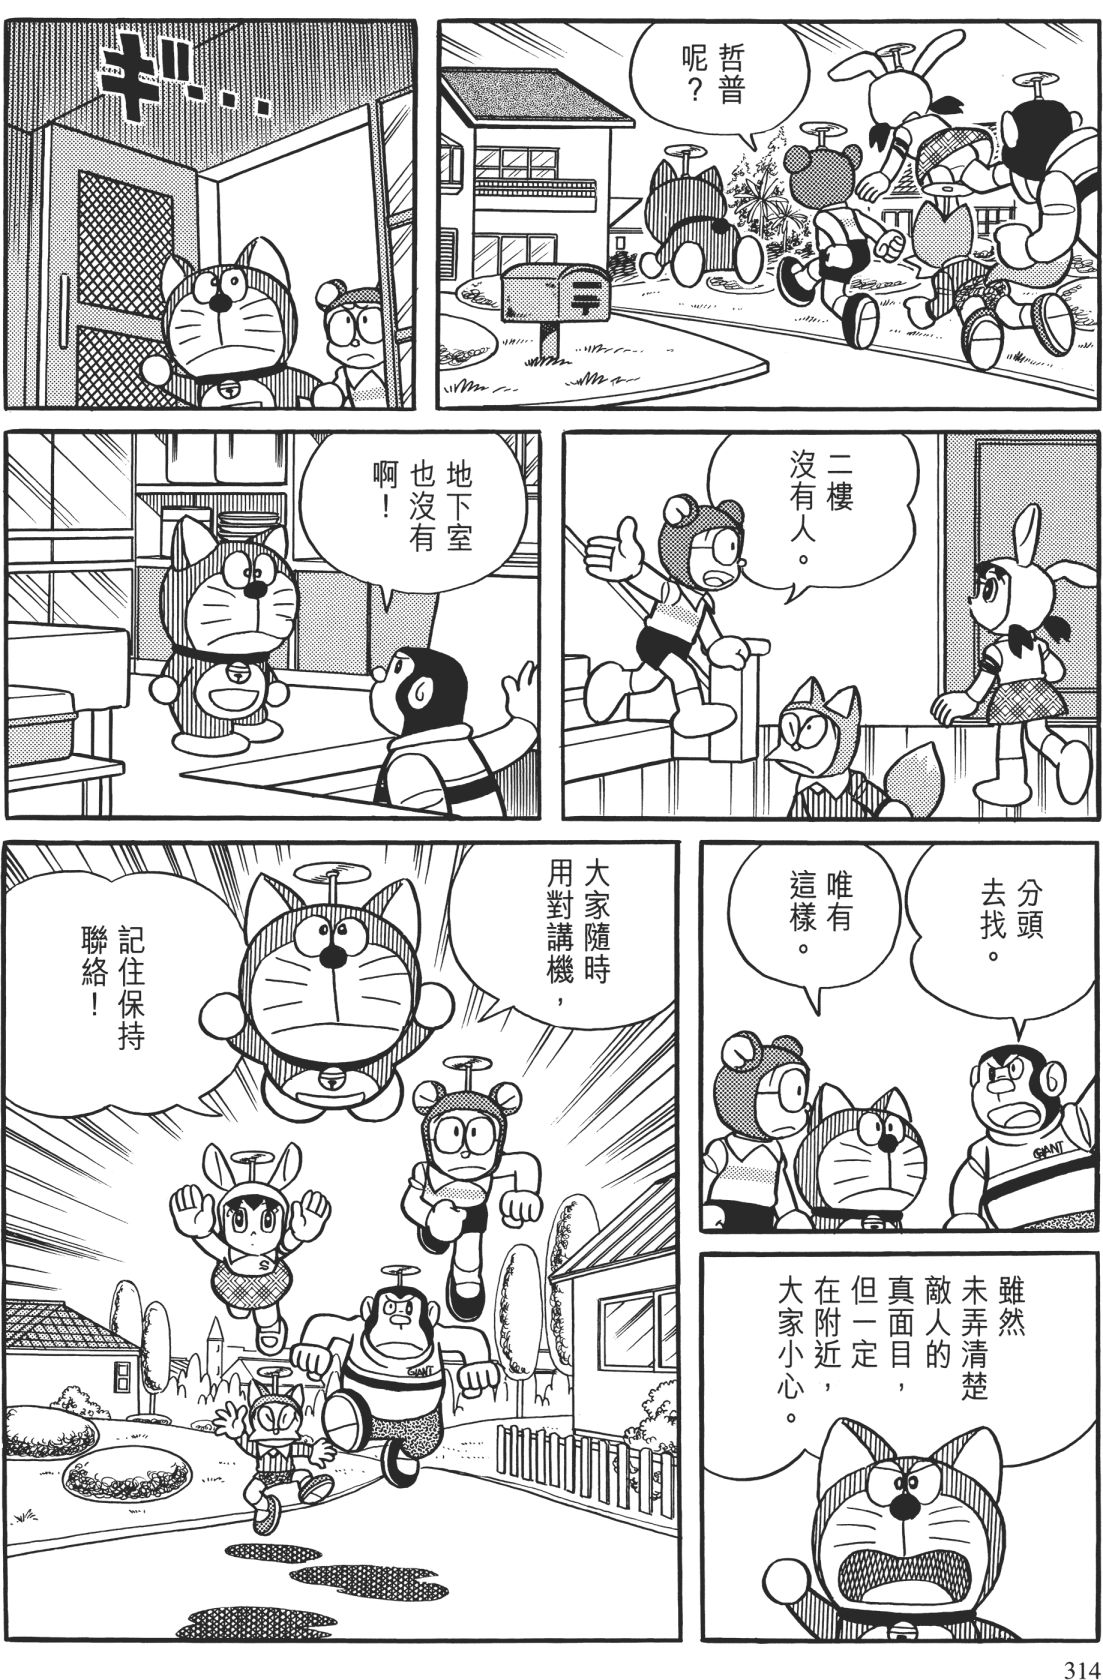 哲普
呢？
ギ!!…
二樓
沒有人。
地下室
也沒有
啊！
分頭
去找。
唯有
這樣。
GIANT
雖然
未弄清楚
敵人的
真面目，
但一定
在附近，
大家小心。
大家隨時
用對講機，
記住保持
聯絡！
S
GIANT
314